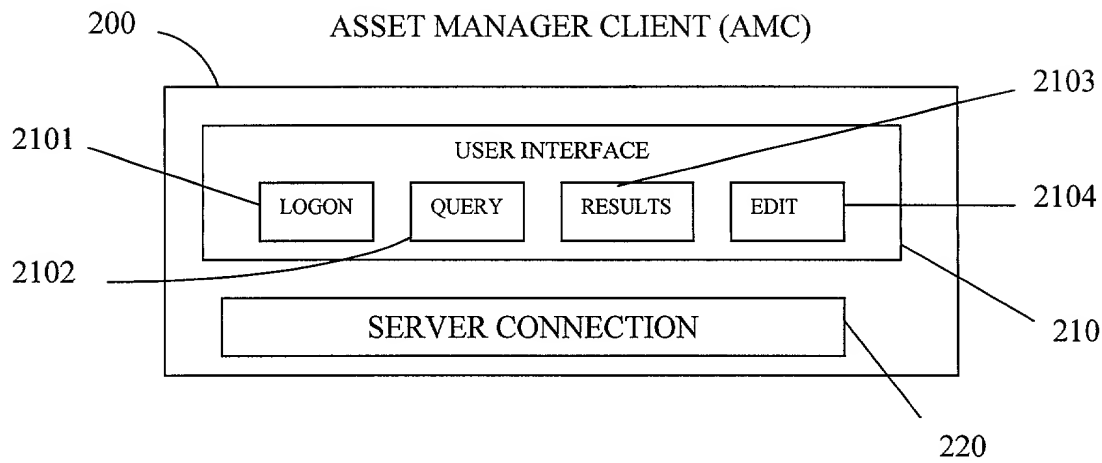 200
ASSET MANAGER CLIENT (AMC)
2103
2101
USER INTERFACE
LOGON
QUERY
RESULTS
EDIT
2104
2102
SERVER CONNECTION
210
220